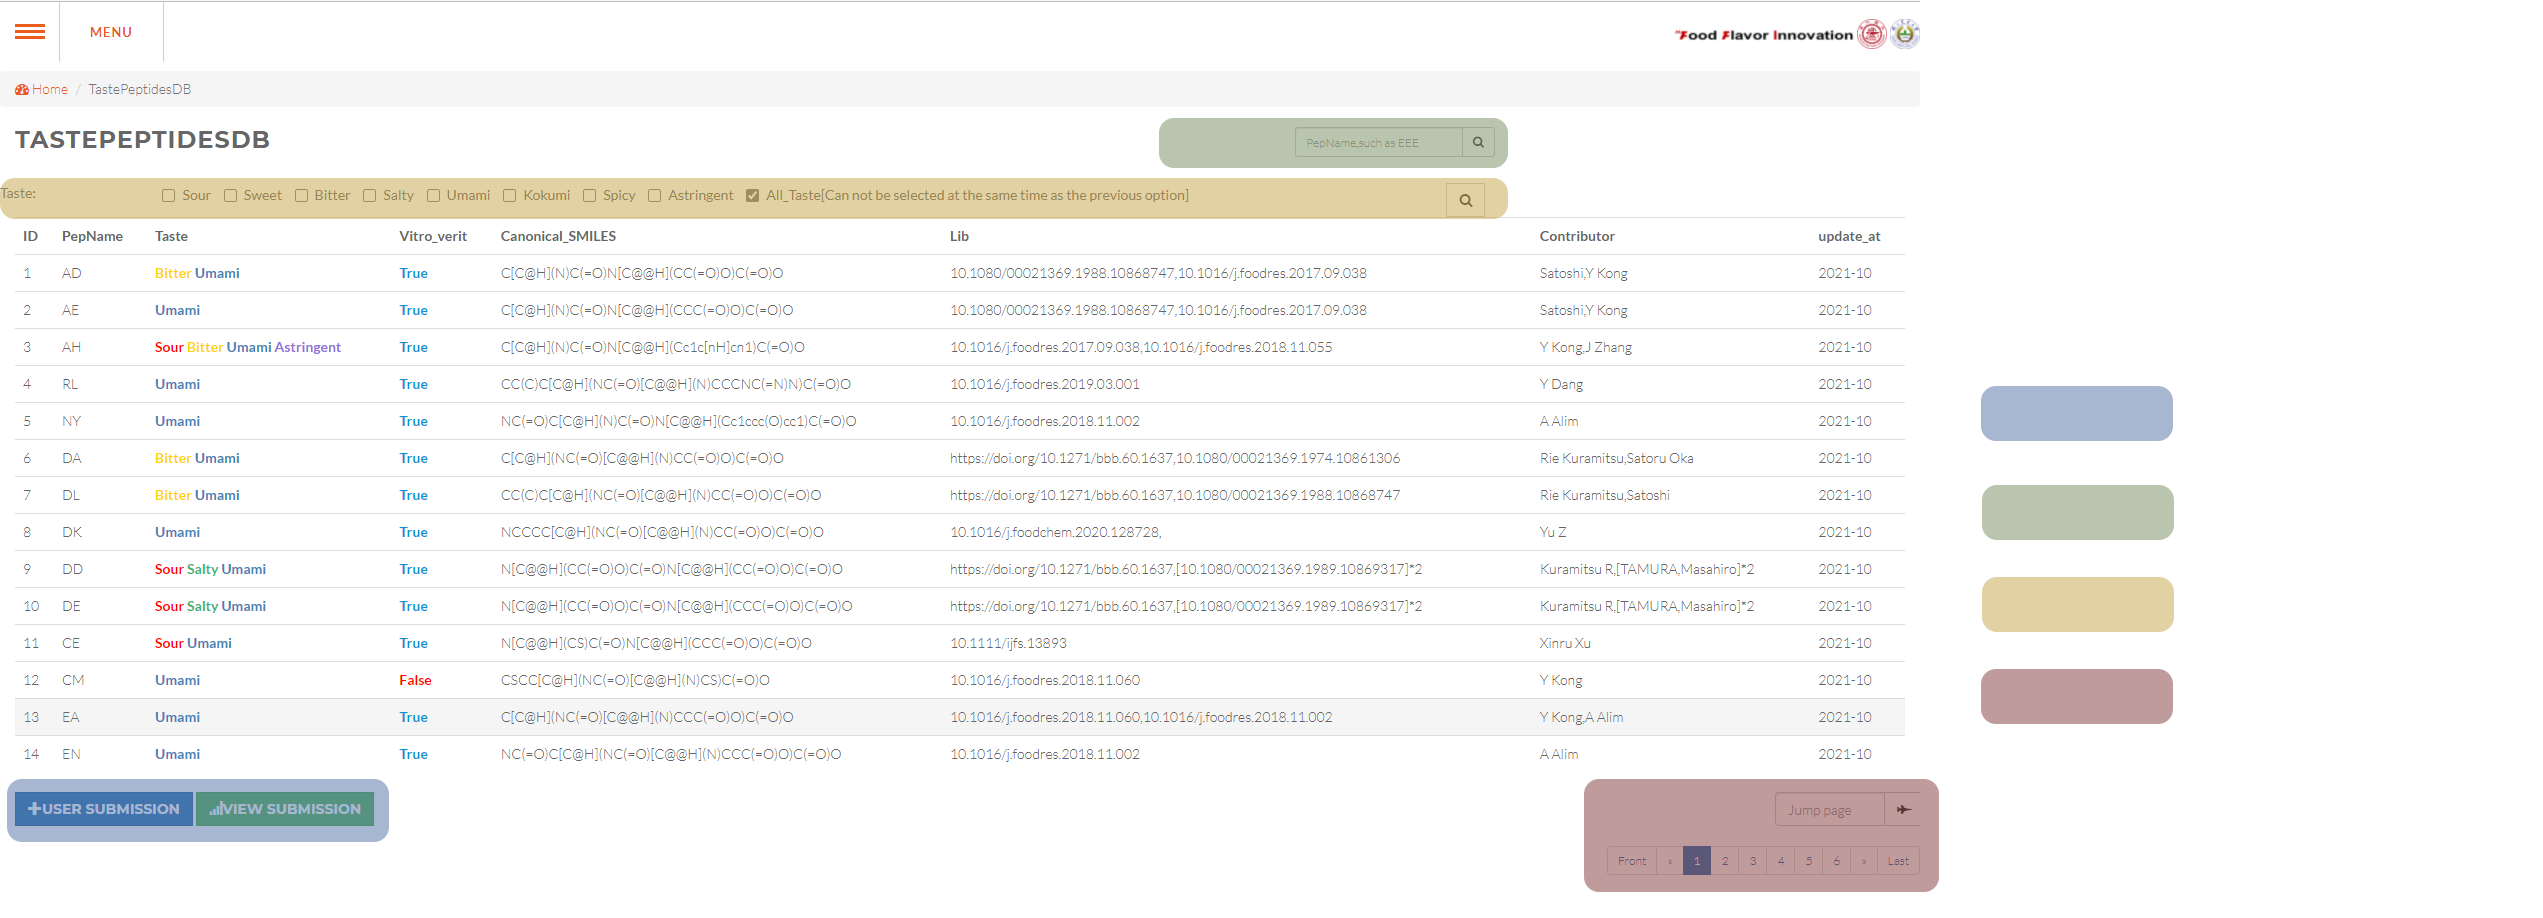 MENU
Food Flavor Innovation
Home / TastePeptidesDB
TASTEPEPTIDESDB
PepName,such as EEE
Taste: Sour Sweet Bitter Salty Umami Kokumi Spicy Astringent All_Taste[Can not be selected at the same time as the previous option]
ID PepName Taste Vitro_verit Canonical_SMILES Lib Contributor update_at
1 AD Bitter Umami True C[C@H](N)C(=O)N[C@@H](CC(=O)O)C(=O)O 10.1080/00021369.1988.10868747,10.1016/j.foodres.2017.09.038 Satoshi,Y Kong 2021-10
2 AE Umami True C[C@H](N)C(=O)N[C@@H](CCC(=O)O)C(=O)O 10.1080/00021369.1988.10868747,10.1016/j.foodres.2017.09.038 Satoshi,Y Kong 2021-10
3 AH Sour Bitter Umami Astringent True C[C@H](N)C(=O)N[C@@H](Cc1c[nH]cn1)C(=O)O 10.1016/j.foodres.2017.09.038,10.1016/j.foodres.2018.11.055 Y Kong,J Zhang 2021-10
4 RL Umami True CC(C)C[C@H](NC(=O)[C@@H](N)CCCNC(=N)N)C(=O)O 10.1016/j.foodres.2019.03.001 Y Dang 2021-10
5 NY Umami True NC(=O)C[C@H](N)C(=O)N[C@@H](Cc1ccc(O)cc1)C(=O)O 10.1016/j.foodres.2018.11.002 A Alim 2021-10
6 DA Bitter Umami True C[C@H](NC(=O)[C@@H](N)CC(=O)O)C(=O)O https://doi.org/10.1271/bbb.60.1637,10.1080/00021369.1974.10861306 Rie Kuramitsu,Satoru Oka 2021-10
7 DL Bitter Umami True CC(C)C[C@H](NC(=O)[C@@H](N)CC(=O)O)C(=O)O https://doi.org/10.1271/bbb.60.1637,10.1080/00021369.1988.10868747 Rie Kuramitsu,Satoshi 2021-10
8 DK Umami True NCCCC[C@H](NC(=O)[C@@H](N)CC(=O)O)C(=O)O 10.1016/j.foodchem.2020.128728, Yu Z 2021-10
9 DD Sour Salty Umami True N[C@@H](CC(=O)O)C(=O)N[C@@H](CC(=O)O)C(=O)O https://doi.org/10.1271/bbb.60.1637,[10.1080/00021369.1989.10869317]*2 Kuramitsu R,[TAMURA,Masahiro]*2 2021-10
10 DE Sour Salty Umami True N[C@@H](CC(=O)O)C(=O)N[C@@H](CCC(=O)O)C(=O)O https://doi.org/10.1271/bbb.60.1637,[10.1080/00021369.1989.10869317]*2 Kuramitsu R,[TAMURA,Masahiro]*2 2021-10
11 CE Sour Umami True N[C@@H](CS)C(=O)N[C@@H](CCC(=O)O)C(=O)O 10.1111/ijfs.13893 Xinru Xu 2021-10
12 CM Umami False CSCC[C@H](NC(=O)[C@@H](N)CS)C(=O)O 10.1016/j.foodres.2018.11.060 Y Kong 2021-10
13 EA Umami True C[C@H](NC(=O)[C@@H](N)CCC(=O)O)C(=O)O 10.1016/j.foodres.2018.11.060,10.1016/j.foodres.2018.11.002 Y Kong,A Alim 2021-10
14 EN Umami True NC(=O)C[C@H](NC(=O)[C@@H](N)CCC(=O)O)C(=O)O 10.1016/j.foodres.2018.11.002 A Alim 2021-10
USER SUBMISSION VIEW SUBMISSION
Jump page
Front « 1 2 3 4 5 6 » Last